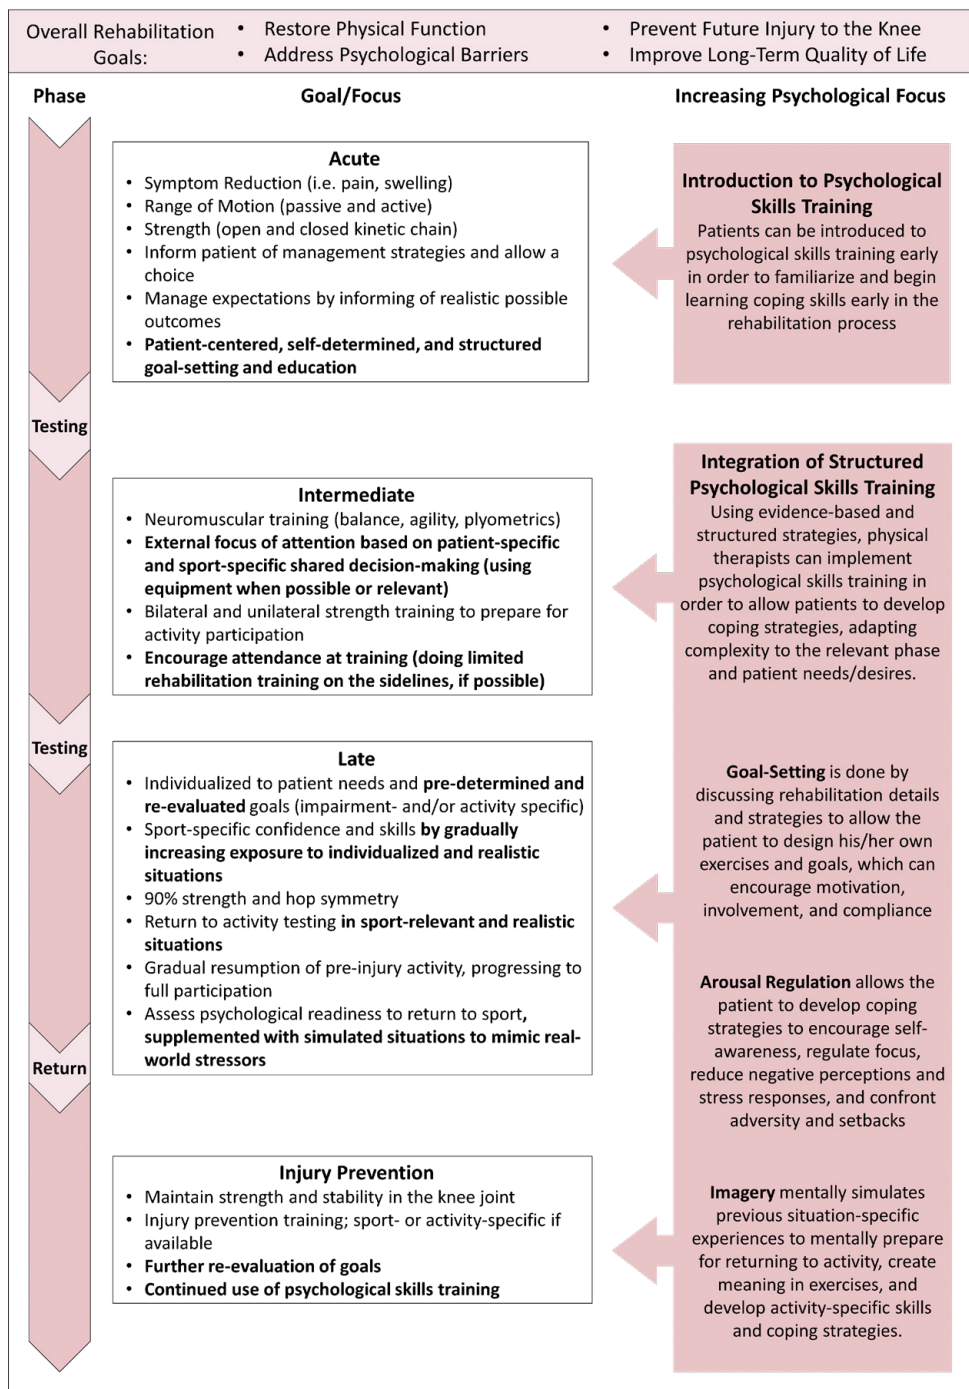 Overall Rehabilitation Goals:
• Restore Physical Function
• Address Psychological Barriers
• Prevent Future Injury to the Knee
• Improve Long-Term Quality of Life
Phase
Goal/Focus
Increasing Psychological Focus
Acute
• Symptom Reduction (i.e. pain, swelling)
• Range of Motion (passive and active)
• Strength (open and closed kinetic chain)
• Inform patient of management strategies and allow a
choice
• Manage expectations by informing of realistic possible
outcomes
• Patient-centered, self-determined, and structured
goal-setting and education
Introduction to Psychological
Skills Training
Patients can be introduced to
psychological skills training early
in order to familiarize and begin
learning coping skills early in the
rehabilitation process
Testing
Intermediate
• Neuromuscular training (balance, agility, plyometrics)
• External focus of attention based on patient-specific
and sport-specific shared decision-making (using
equipment when possible or relevant)
• Bilateral and unilateral strength training to prepare for
activity participation
• Encourage attendance at training (doing limited
rehabilitation training on the sidelines, if possible)
Integration of Structured
Psychological Skills Training
Using evidence-based and
structured strategies, physical
therapists can implement
psychological skills training in
order to allow patients to develop
coping strategies, adapting
complexity to the relevant phase
and patient needs/desires.
Testing
Late
• Individualized to patient needs and pre-determined and
re-evaluated goals (impairment- and/or activity specific)
• Sport-specific confidence and skills by gradually
increasing exposure to individualized and realistic
situations
• 90% strength and hop symmetry
• Return to activity testing in sport-relevant and realistic
situations
• Gradual resumption of pre-injury activity, progressing to
full participation
• Assess psychological readiness to return to sport,
supplemented with simulated situations to mimic real-
world stressors
Goal-Setting is done by
discussing rehabilitation details
and strategies to allow the
patient to design his/her own
exercises and goals, which can
encourage motivation,
involvement, and compliance
Arousal Regulation allows the
patient to develop coping
strategies to encourage self-
awareness, regulate focus,
reduce negative perceptions and
stress responses, and confront
adversity and setbacks
Return
Injury Prevention
• Maintain strength and stability in the knee joint
• Injury prevention training; sport- or activity-specific if
available
• Further re-evaluation of goals
• Continued use of psychological skills training
Imagery mentally simulates
previous situation-specific
experiences to mentally prepare
for returning to activity, create
meaning in exercises, and
develop activity-specific skills
and coping strategies.